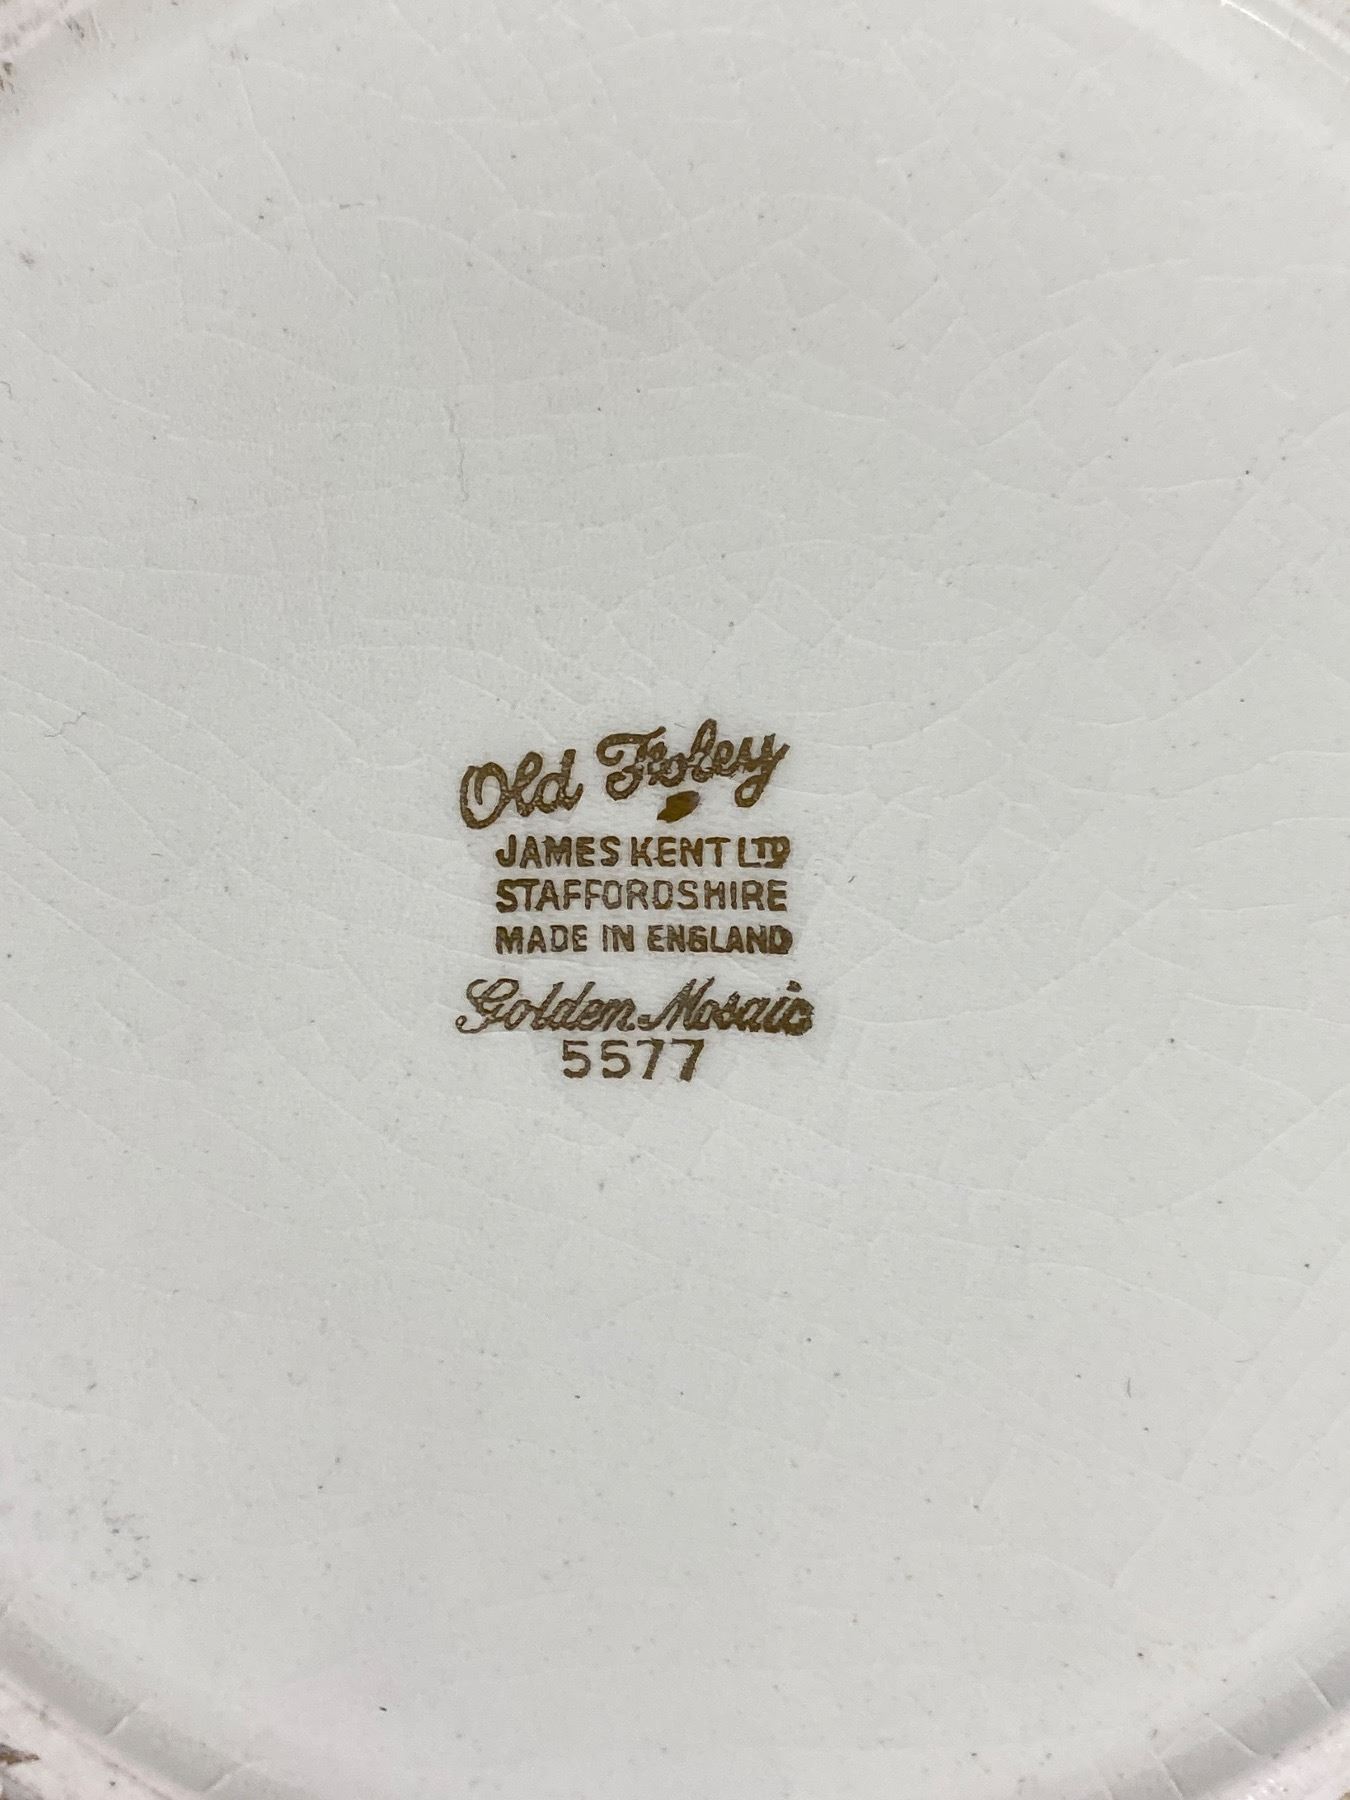 Old Foley
JAMES KENT LTD
STAFFORDSHIRE
MADE IN ENGLAND
Golden Mosaic
5577